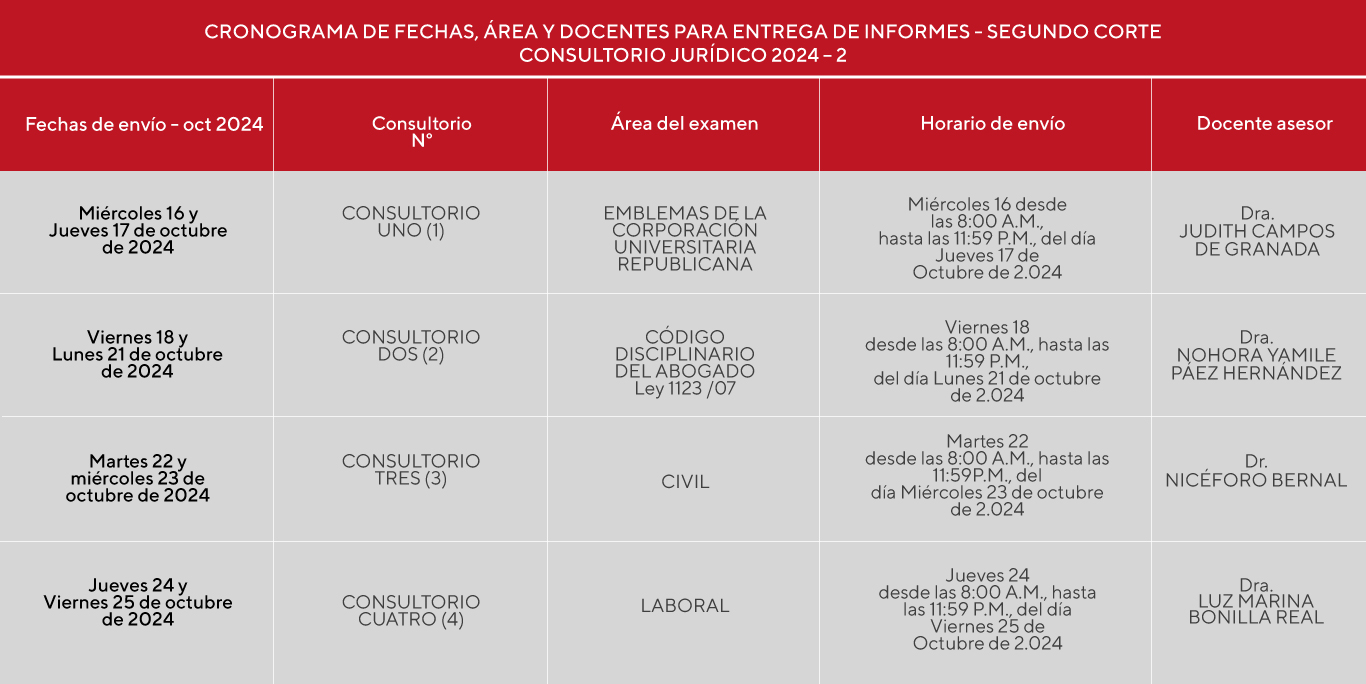 CRONOGRAMA DE FECHAS, ÁREA Y DOCENTES PARA ENTREGA DE INFORMES - SEGUNDO CORTE
CONSULTORIO JURÍDICO 2024 – 2
Fechas de envío - oct 2024
Consultorio
N°
Área del examen
Horario de envío
Docente asesor
Miércoles 16 y
Jueves 17 de octubre
de 2024
CONSULTORIO
UNO (1)
EMBLEMAS DE LA
CORPORACIÓN
UNIVERSITARIA
REPUBLICANA
Miércoles 16 desde
las 8:00 A.M.,
hasta las 11:59 P.M., del día
Jueves 17 de
Octubre de 2.024
Dra.
JUDITH CAMPOS
DE GRANADA
Viernes 18 y
Lunes 21 de octubre
de 2024
CONSULTORIO
DOS (2)
CÓDIGO
DISCIPLINARIO
DEL ABOGADO
Ley 1123 /07
Viernes 18
desde las 8:00 A.M., hasta las
11:59 P.M.,
del día Lunes 21 de octubre
de 2.024
Dra.
NOHORA YAMILE
PÁEZ HERNÁNDEZ
Martes 22 y
miércoles 23 de
octubre de 2024
CONSULTORIO
TRES (3)
CIVIL
Martes 22
desde las 8:00 A.M., hasta las
11:59P.M., del
día Miércoles 23 de octubre
de 2.024
Dr.
NICÉFORO BERNAL
Jueves 24 y
Viernes 25 de octubre
de 2024
CONSULTORIO
CUATRO (4)
LABORAL
Jueves 24
desde las 8:00 A.M., hasta
las 11:59 P.M., del día
Viernes 25 de
Octubre de 2.024
Dra.
LUZ MARINA
BONILLA REAL